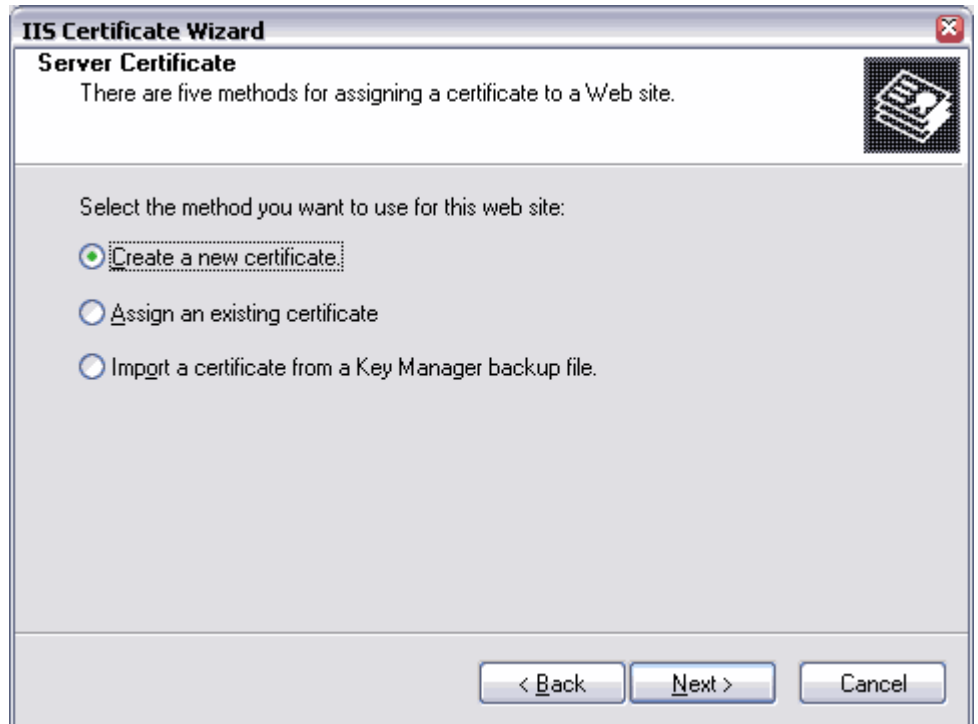 IIS Certificate Wizard
Server Certificate
There are five methods for assigning a certificate to a Web site.
Select the method you want to use for this web site:
Create a new certificate.
Assign an existing certificate
Import a certificate from a Key Manager backup file.
< Back Next > Cancel